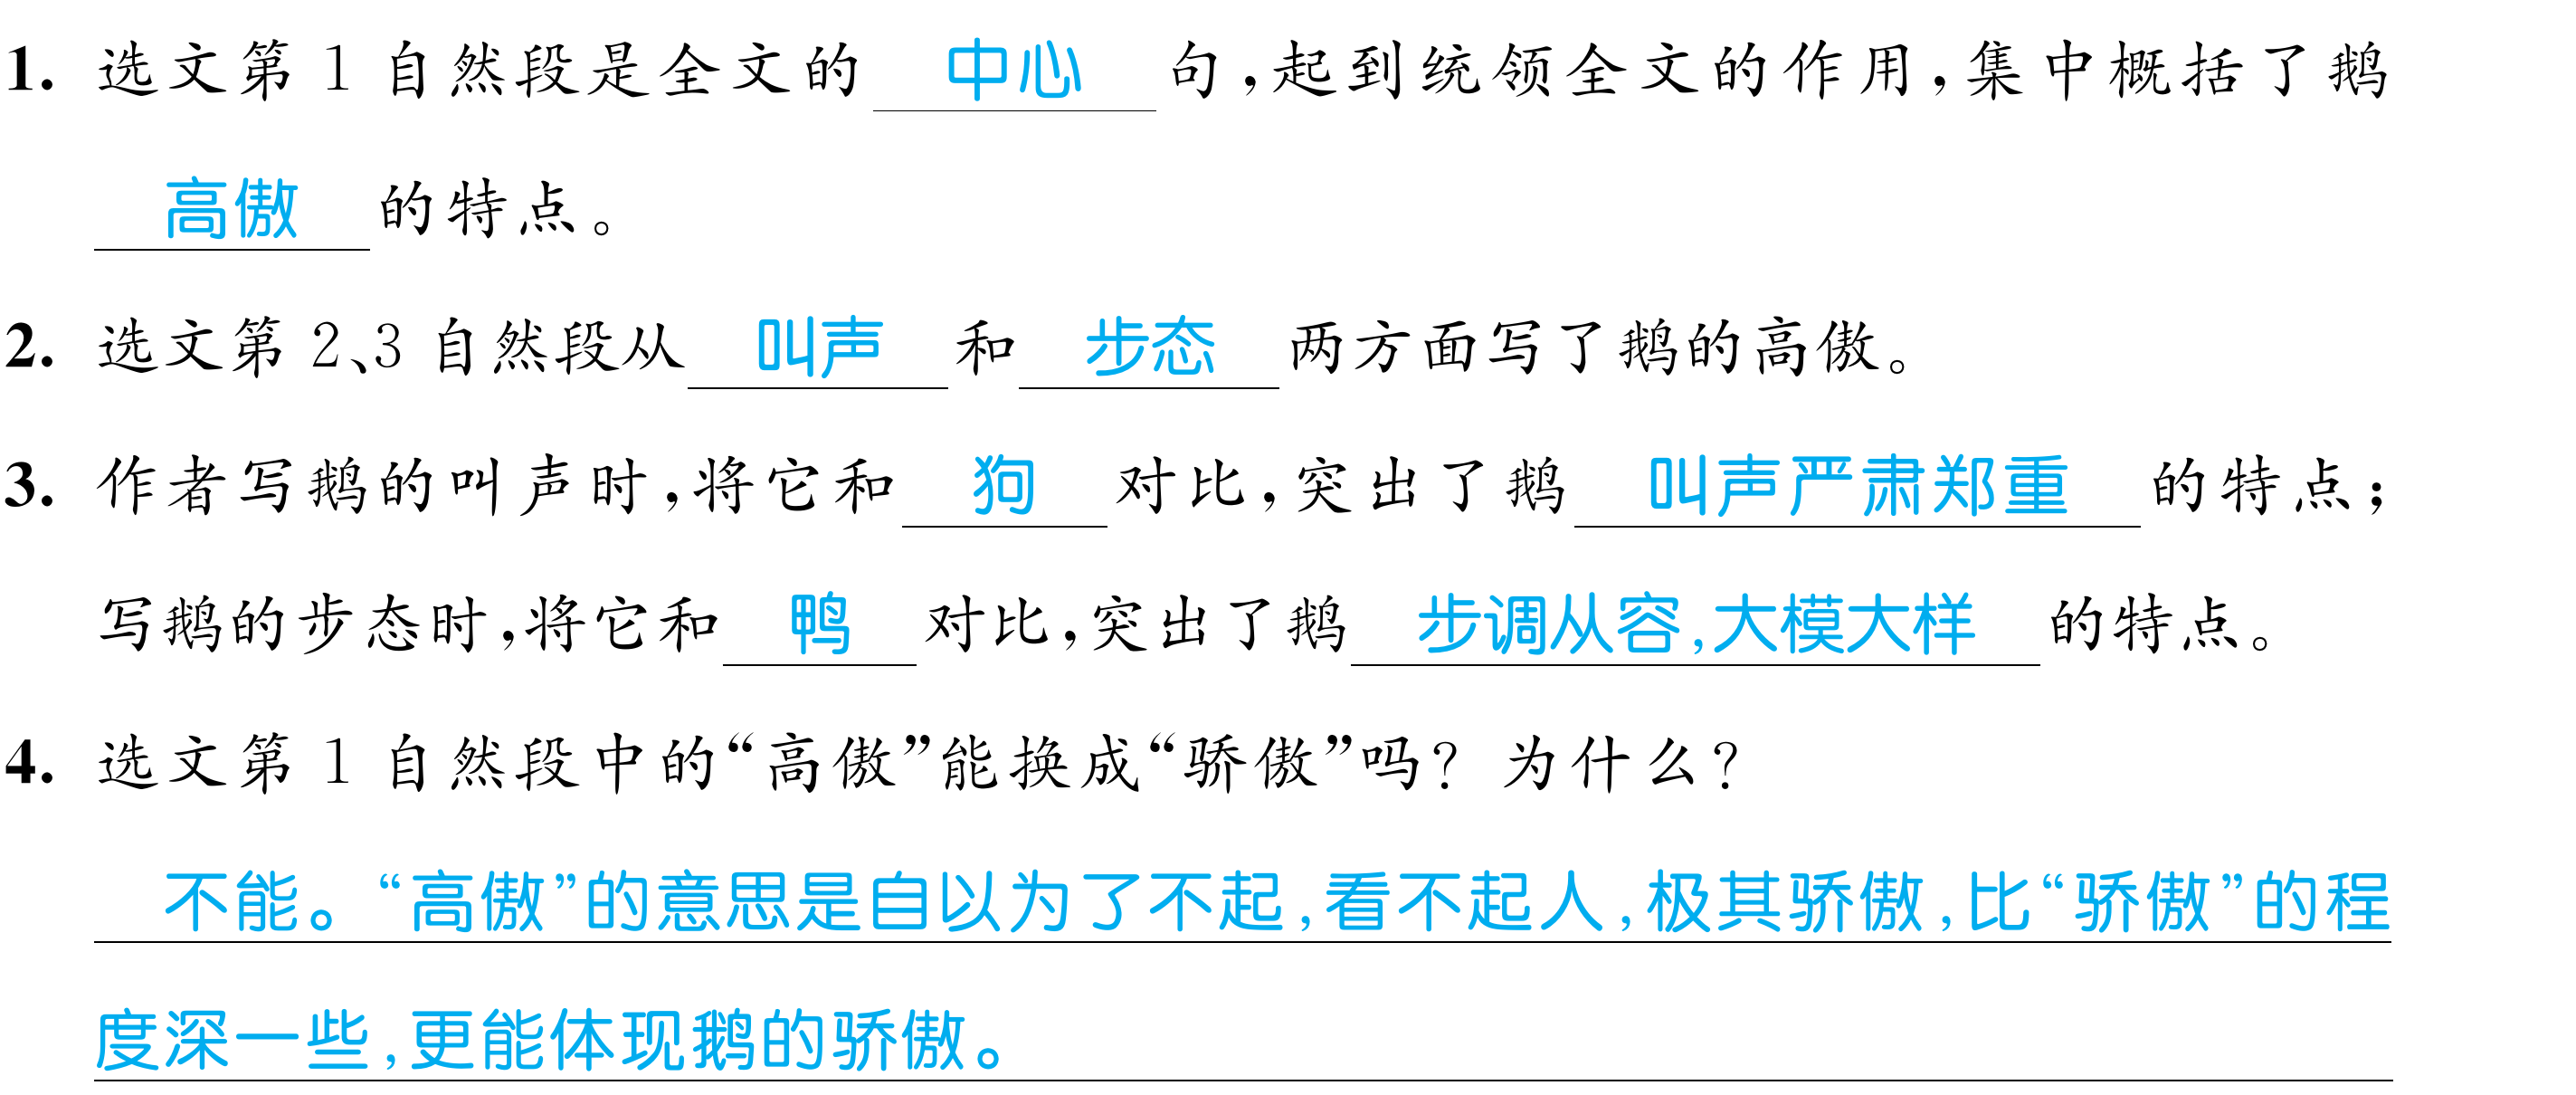 1. 选文第 1 自然段是全文的 中心 句,起到统领全文的作用,集中概括了鹅
高傲 的特点。
2. 选文第 2、3 自然段从 叫声 和 步态 两方面写了鹅的高傲。
3. 作者写鹅的叫声时,将它和 狗 对比,突出了鹅 叫声严肃郑重 的特点;
写鹅的步态时,将它和 鸭 对比,突出了鹅 步调从容,大模大样 的特点。
4. 选文第 1 自然段中的“高傲”能换成“骄傲”吗? 为什么?
不能。“高傲”的意思是自以为了不起,看不起人,极其骄傲,比“骄傲”的程
度深一些,更能体现鹅的骄傲。